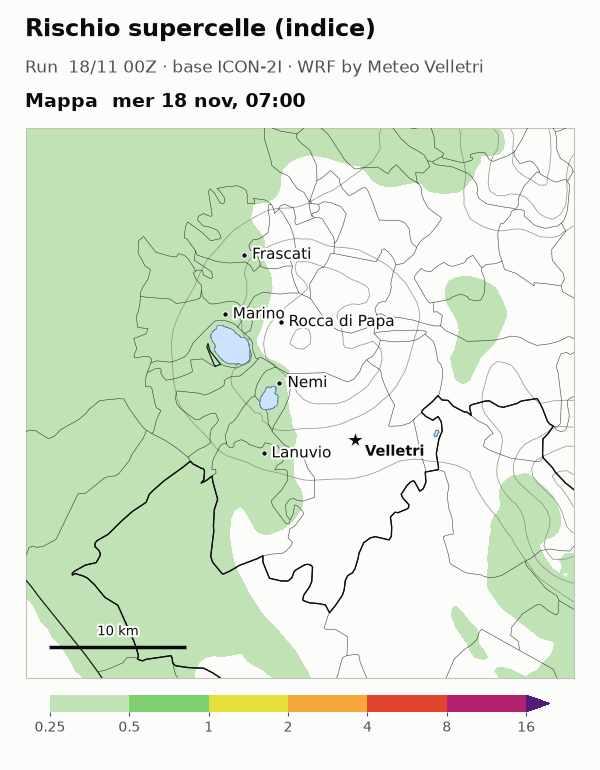 Rischio supercelle (indice)
Run  18/11 00Z · base ICON-2I · WRF by Meteo Velletri
Mappa  mer 18 nov, 07:00
Frascati
Marino
Rocca di Papa
Nemi
Velletri
Lanuvio
10 km
0.25 0.5 1 2 4 8 16